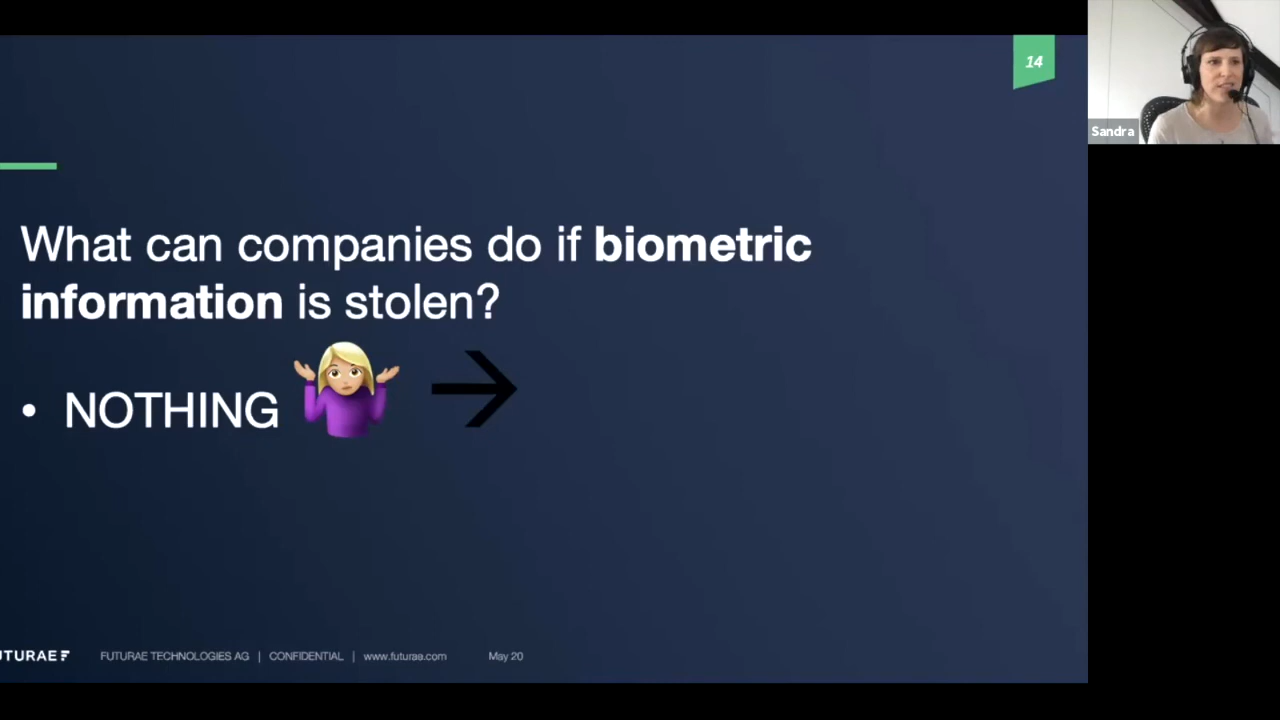 14
Sandra
What can companies do if biometric
information is stolen?
• NOTHING
UTURAE
FUTURAE TECHNOLOGIES AG | CONFIDENTIAL | www.futurae.com May 20